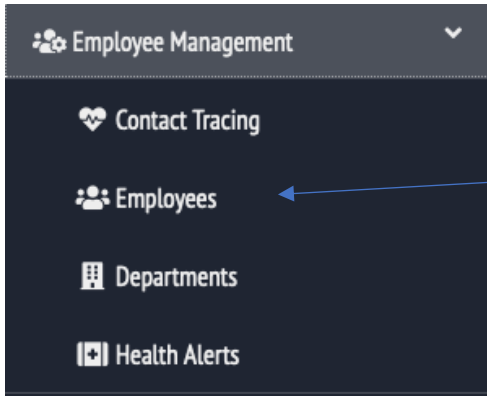 Employee Management
Contact Tracing
Employees
Departments
Health Alerts